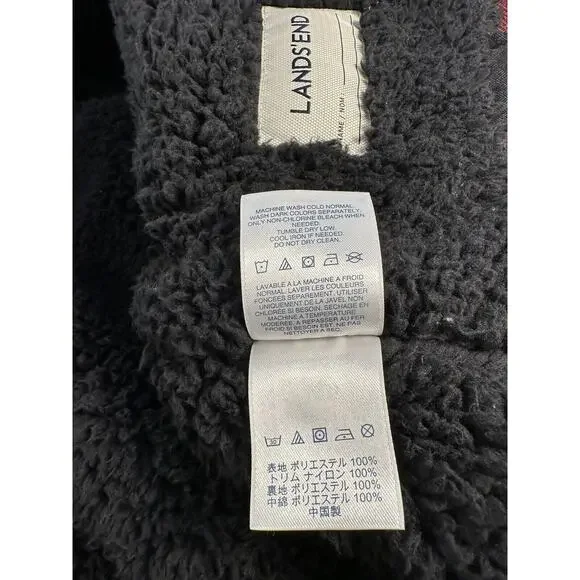 LANDS'END
NAME / NOM:
MACHINE WASH COLD NORMAL.
WASH DARK COLORS SEPARATELY.
ONLY NON-CHLORINE BLEACH WHEN
NEEDED.
TUMBLE DRY LOW.
COOL IRON IF NEEDED.
DO NOT DRY CLEAN.
LAVABLE A LA MACHINE A FROID
NORMAL. LAVER LES COULEURS
FONCEES SEPAREMENT, UTILISER
UNIQUEMENT DE LA JAVEL NON
CHLOREE SI BESOIN, SECHAGE EN
MACHINE A TEMPERATURE
MODEREE, A REPASSER AU FER
FROID SI BESOIN EST, NE PAS
NETTOYER A SEC.
表地 ポリエステル 100%
トリム ナイロン 100%
裏地 ポリエステル 100%
中綿 ポリエステル 100%
中国製